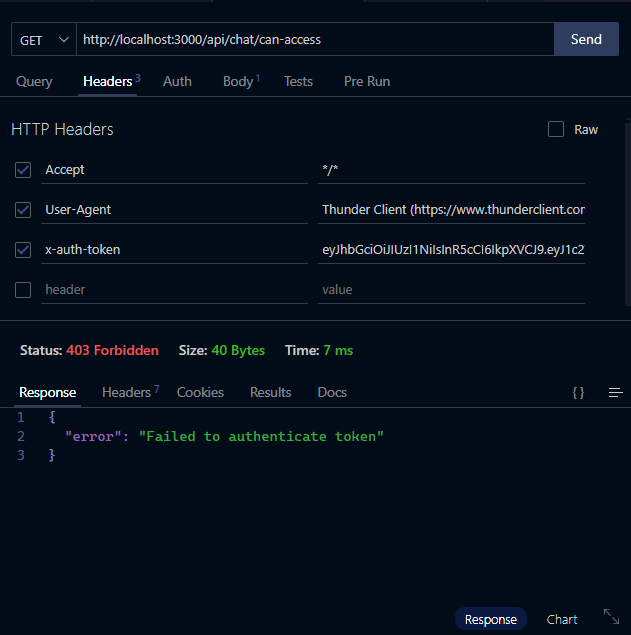 GET http://localhost:3000/api/chat/can-access Send
Query Headers 3 Auth Body 1 Tests Pre Run
HTTP Headers Raw
Accept */*
User-Agent Thunder Client (https://www.thunderclient.com
x-auth-token eyJhbGciOiJIUzI1NiIsInR5cCI6IkpXVCJ9.eyJ1c2
header value
Status: 403 Forbidden Size: 40 Bytes Time: 7 ms
Response Headers 7 Cookies Results Docs { }
1 {
2 "error": "Failed to authenticate token"
3 }
Response Chart